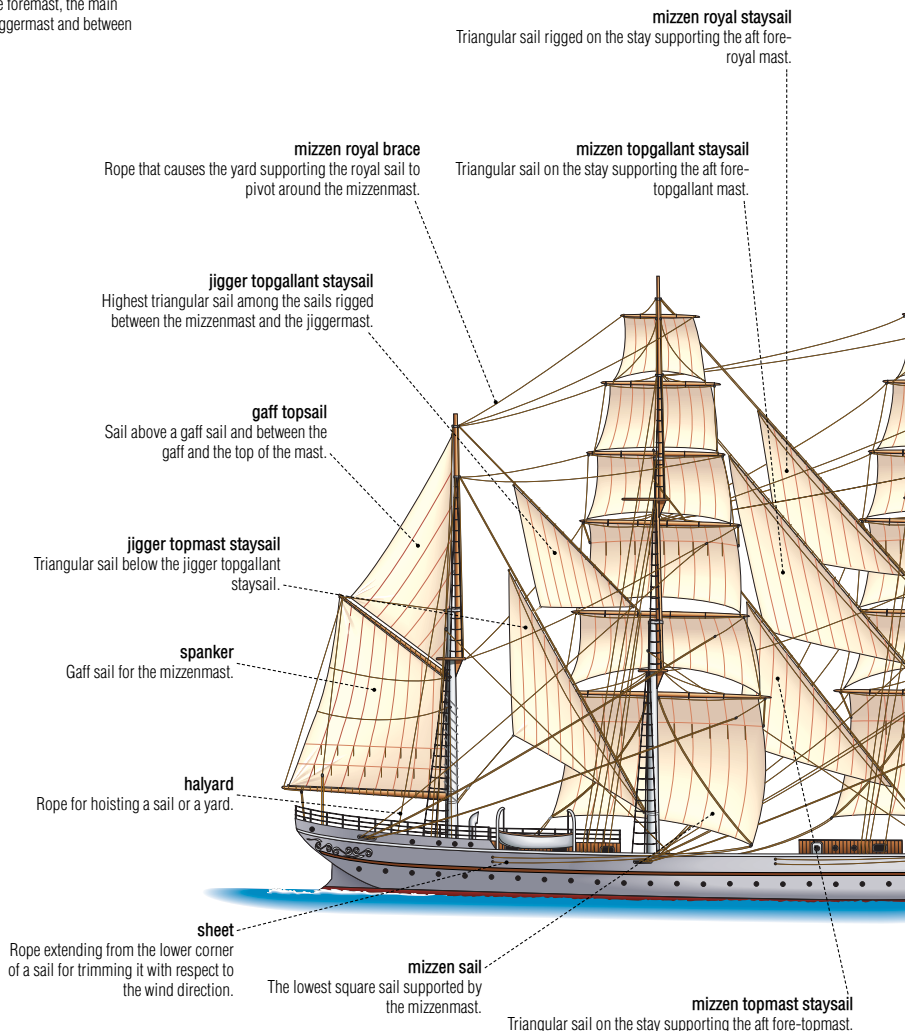 e foremast, the main
ggermast and between
mizzen royal staysail
Triangular sail rigged on the stay supporting the aft fore-
royal mast.
mizzen royal brace
Rope that causes the yard supporting the royal sail to
pivot around the mizzenmast.
mizzen topgallant staysail
Triangular sail on the stay supporting the aft fore-
topgallant mast.
jigger topgallant staysail
Highest triangular sail among the sails rigged
between the mizzenmast and the jiggermast.
gaff topsail
Sail above a gaff sail and between the
gaff and the top of the mast.
jigger topmast staysail
Triangular sail below the jigger topgallant
staysail.
spanker
Gaff sail for the mizzenmast.
halyard
Rope for hoisting a sail or a yard.
sheet
Rope extending from the lower corner
of a sail for trimming it with respect to
the wind direction.
mizzen sail
The lowest square sail supported by
the mizzenmast.
mizzen topmast staysail
Triangular sail on the stay supporting the aft fore-topmast.